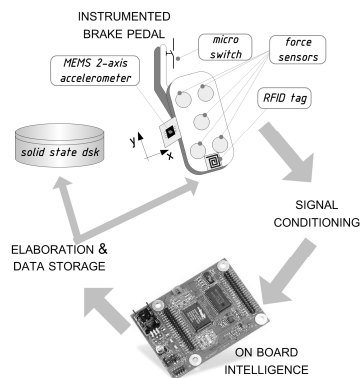 INSTRUMENTED
BRAKE PEDAL
micro
switch
force
sensors
MEMS 2-axis
accelerometer
RFID tag
y
x
solid state dsk
SIGNAL
CONDITIONING
ELABORATION &
DATA STORAGE
ON BOARD
INTELLIGENCE